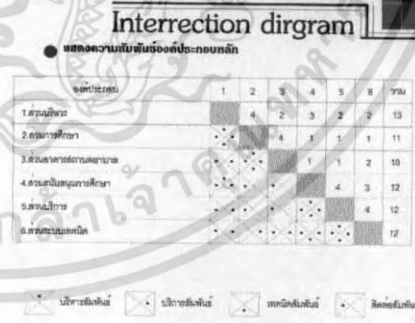 Interrection dirgram
แสดงความสัมพันธ์องค์ประกอบหลัก
องค์ประกอบ 1 2 3 4 5 6 รวม
1.ส่วนบริหาร 4 2 3 2 2 13
2.ส่วนการศึกษา 4 1 1 1 11
3.ส่วนอาคารสถานพยาบาล 1 1 2 10
4.ส่วนสนับสนุนการศึกษา 4 3 12
5.ส่วนบริการ 4 12
6.ส่วนระบบเทคนิค 12
บริหารสัมพันธ์ บริการสัมพันธ์ เทคนิคสัมพันธ์ ติดต่อสัมพันธ์